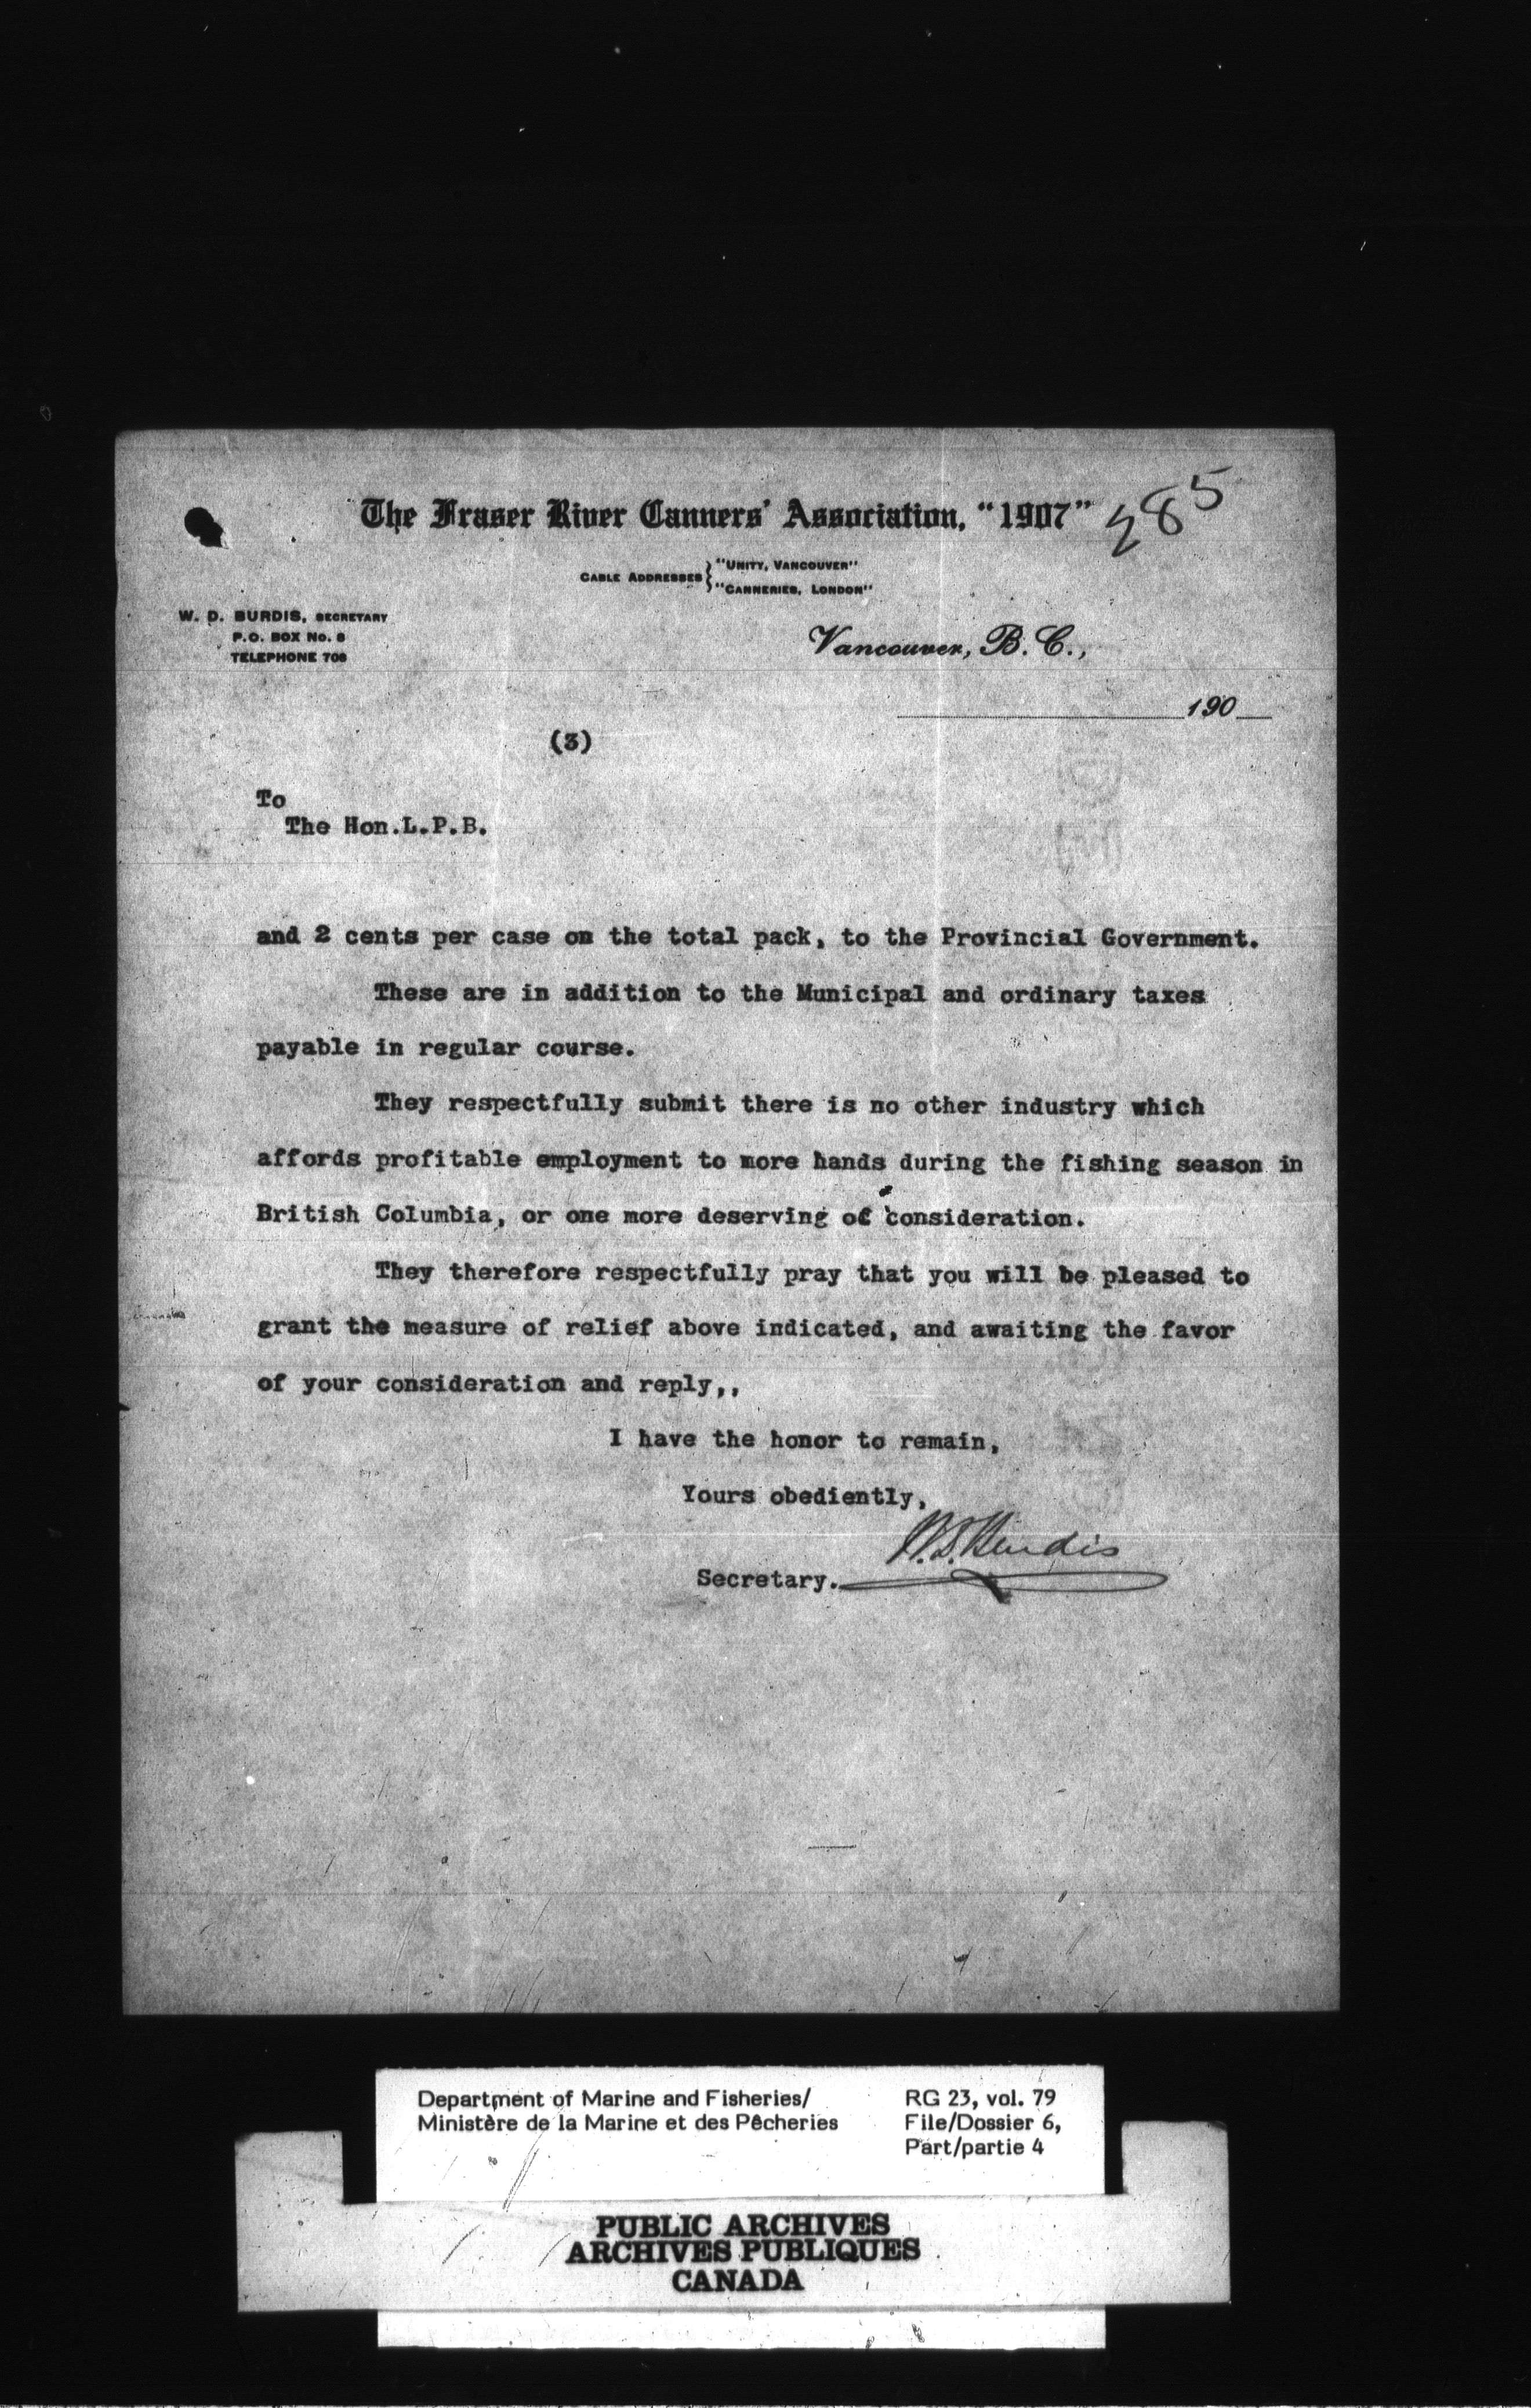 The Fraser River Canners' Association, "1907"
285
CABLE ADDRESSES { "UNITY, VANCOUVER"
"CANNERIES, LONDON"
W. D. BURDIS, SECRETARY
P.O. BOX No. 8
TELEPHONE 708
Vancouver, B. C.,
190
(3)
To
The Hon.L.P.B.
and 2 cents per case on the total pack, to the Provincial Government.
These are in addition to the Municipal and ordinary taxes
payable in regular course.
They respectfully submit there is no other industry which
affords profitable employment to more hands during the fishing season in
British Columbia, or one more deserving of consideration.
They therefore respectfully pray that you will be pleased to
grant the measure of relief above indicated, and awaiting the favor
of your consideration and reply,,
I have the honor to remain,
Yours obediently,
W.D.Burdis
Secretary.
Department of Marine and Fisheries/
Ministère de la Marine et des Pêcheries
RG 23, vol. 79
File/Dossier 6,
Part/partie 4
PUBLIC ARCHIVES
ARCHIVES PUBLIQUES
CANADA